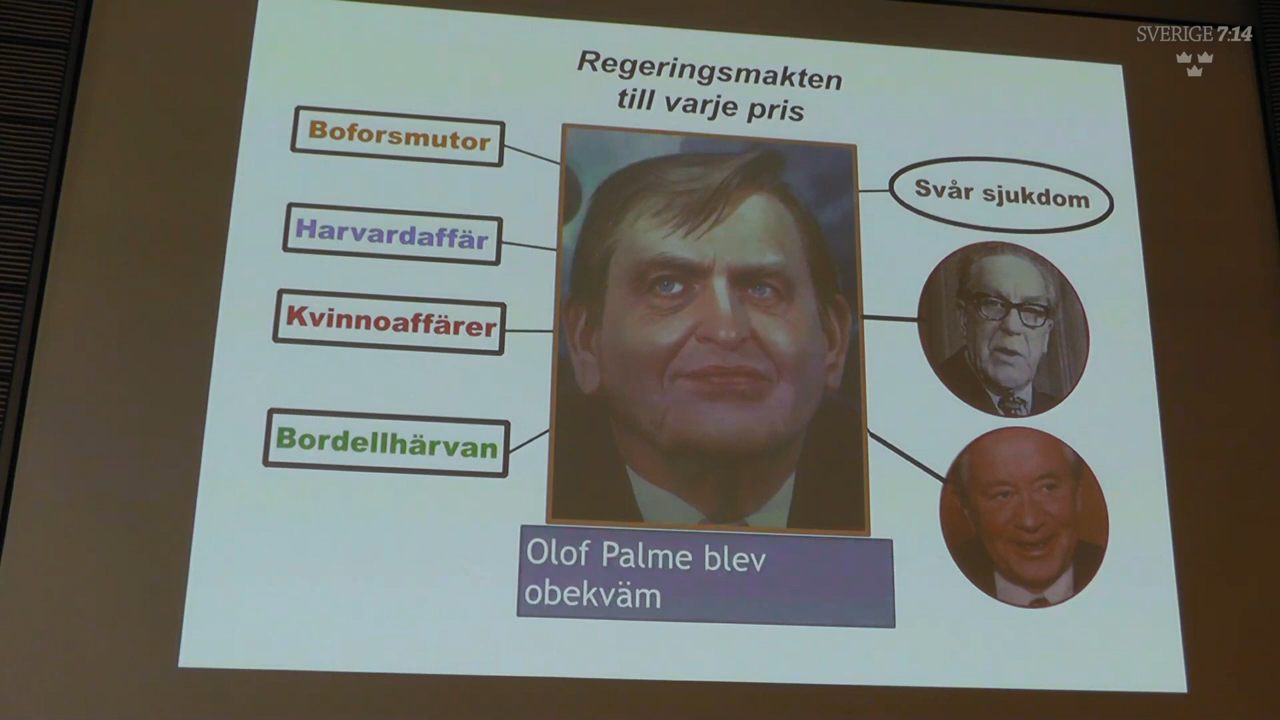 SVERIGE 7:14
Regeringsmakten
till varje pris
Boforsmutor
Harvardaffär
Kvinnoaffärer
Bordellhärvan
Svår sjukdom
Olof Palme blev
obekväm